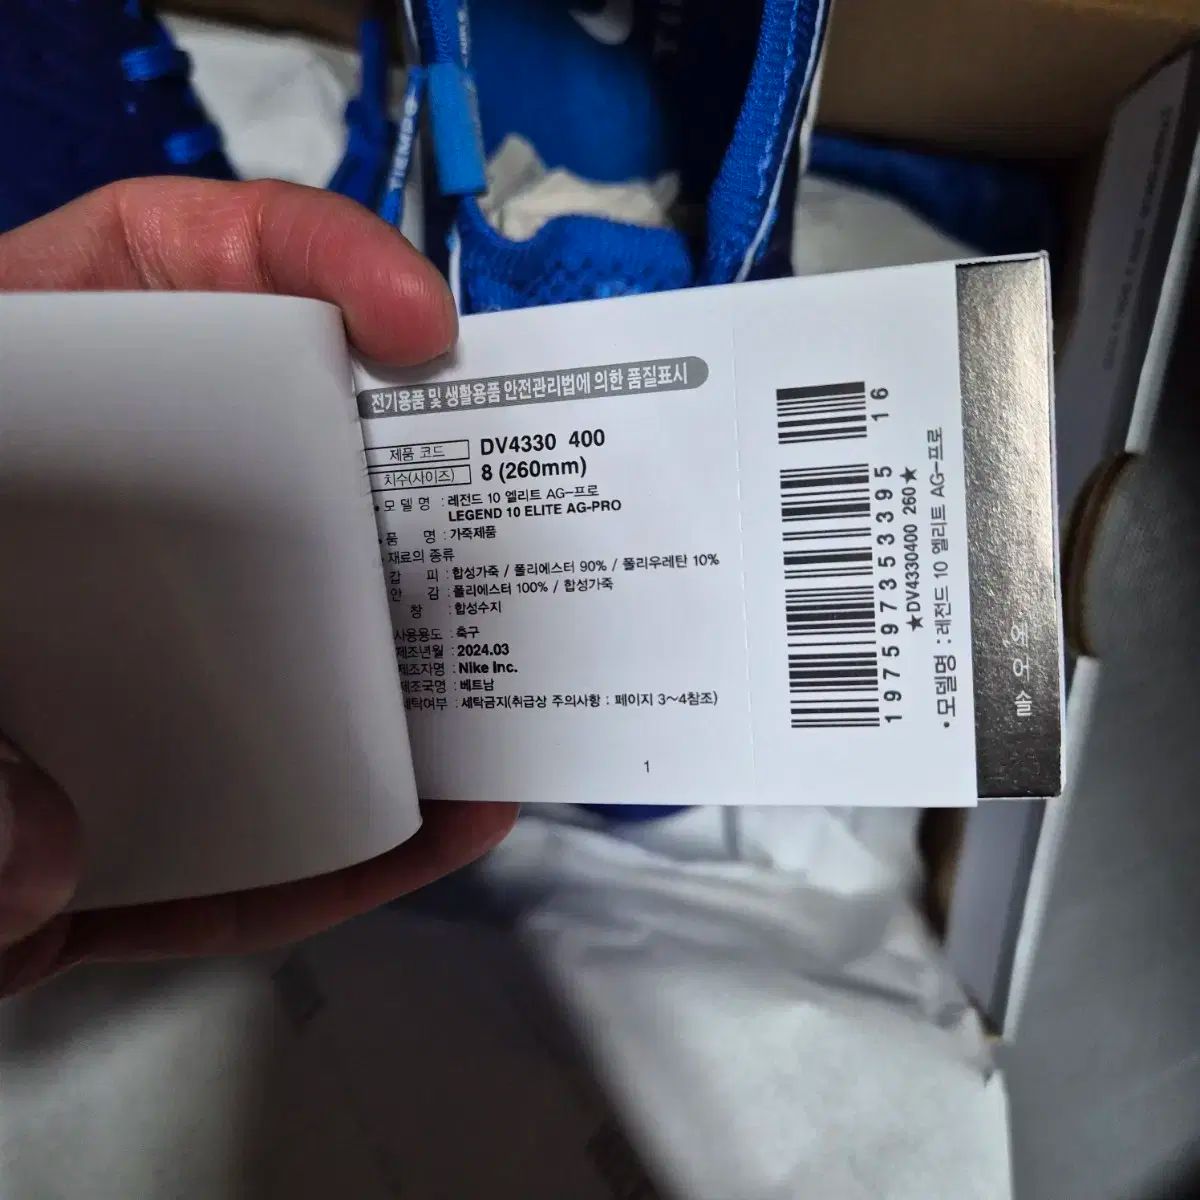 TIEMPO
전기용품 및 생활용품 안전관리법에 의한 품질표시
제품 코드 DV4330 400
치수(사이즈) 8 (260mm)
• 모 델 명 : 레전드 10 엘리트 AG-프로
LEGEND 10 ELITE AG-PRO
• 품 명 : 가죽제품
• 재료의 종류
갑 피 : 합성가죽 / 폴리에스터 90% / 폴리우레탄 10%
안 감 : 폴리에스터 100% / 합성가죽
창 : 합성수지
사용용도 : 축구
제조년월 : 2024.03
제조자명 : Nike Inc.
제조국명 : 베트남
세탁여부 : 세탁금지(취급상 주의사항 : 페이지 3~4참조)
1
16
197597353395
★DV4330400 260★
•모델명 : 레전드 10 엘리트 AG-프로
에어솔